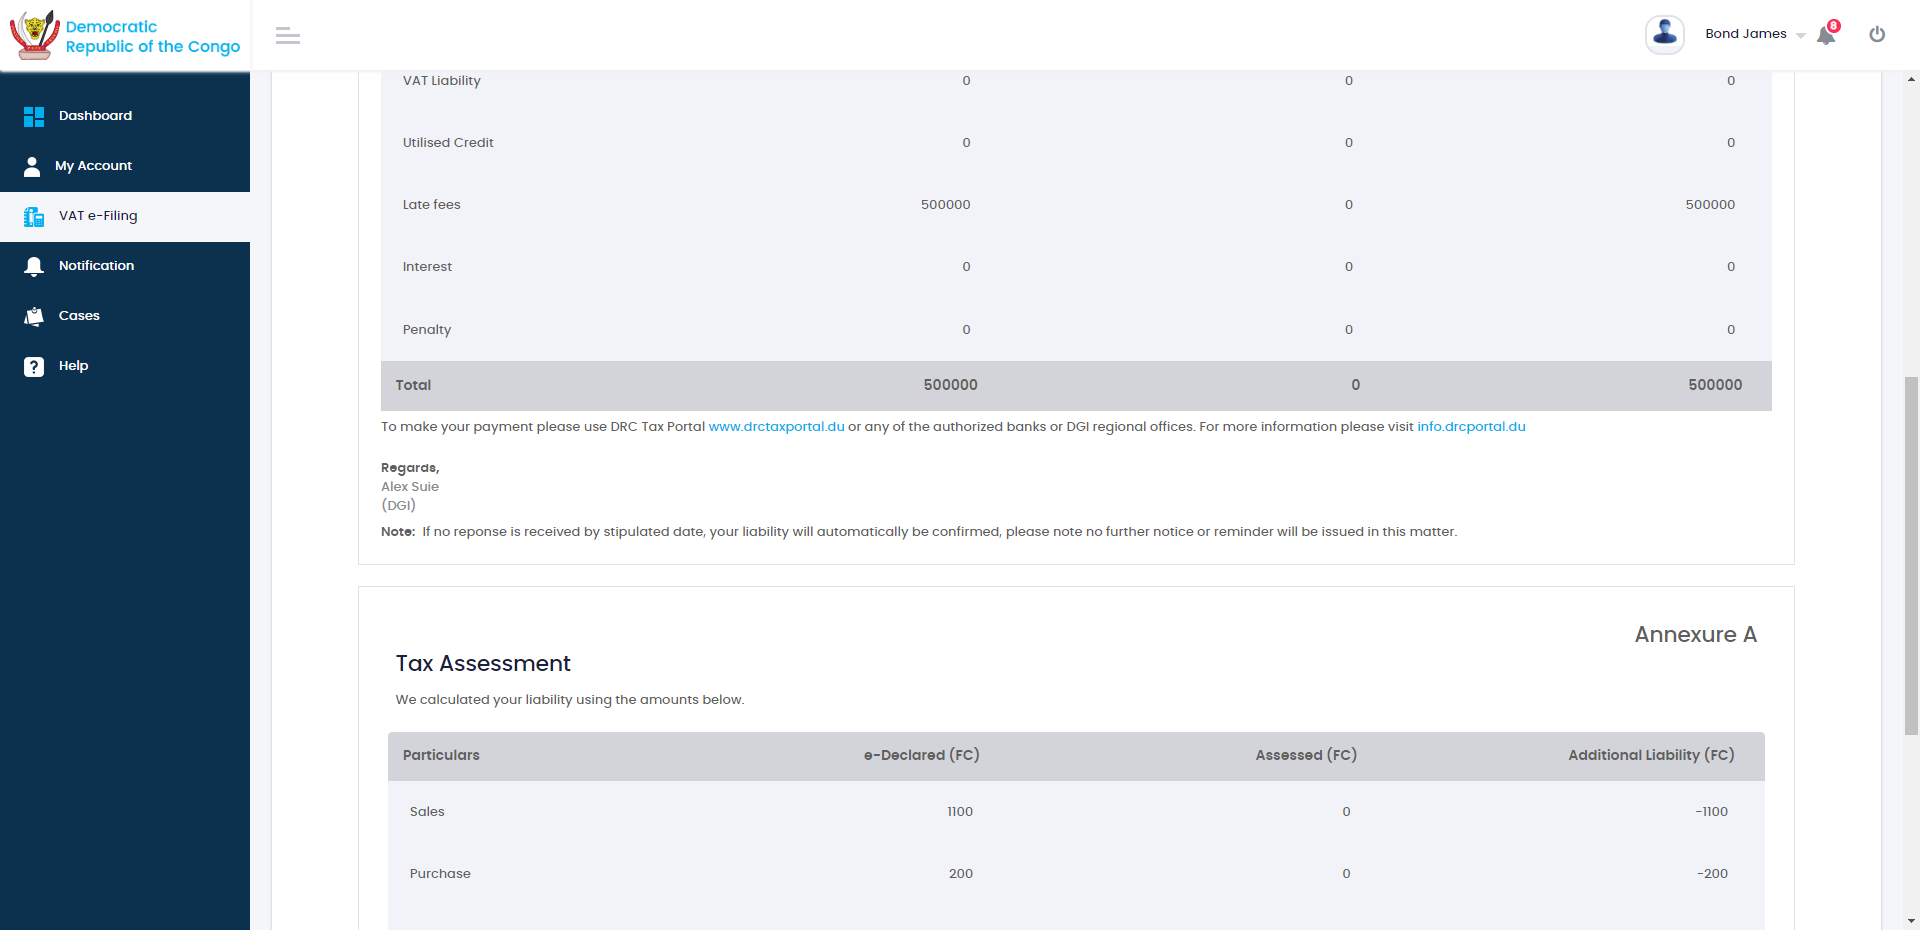 Democratic
Republic of the Congo
Bond James
8
Dashboard
My Account
VAT e-Filing
Notification
Cases
? Help
VAT Liability 0 0 0
Utilised Credit 0 0 0
Late fees 500000 0 500000
Interest 0 0 0
Penalty 0 0 0
Total 500000 0 500000
To make your payment please use DRC Tax Portal www.drctaxportal.du or any of the authorized banks or DGI regional offices. For more information please visit info.drcportal.du
Regards,
Alex Suie
(DGI)
Note: If no reponse is received by stipulated date, your liability will automatically be confirmed, please note no further notice or reminder will be issued in this matter.
Annexure A
Tax Assessment
We calculated your liability using the amounts below.
Particulars e-Declared (FC) Assessed (FC) Additional Liability (FC)
Sales 1100 0 -1100
Purchase 200 0 -200